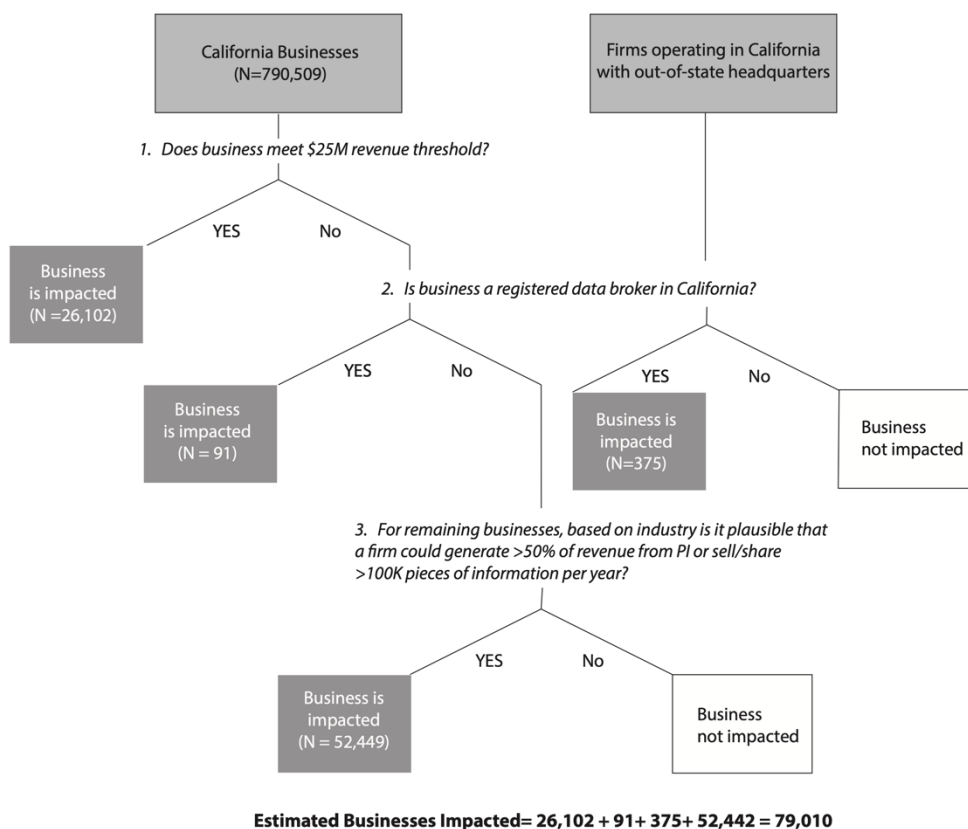 California Businesses
(N=790,509)
Firms operating in California
with out-of-state headquarters
1. Does business meet $25M revenue threshold?
YES
No
Business
is impacted
(N =26,102)
2. Is business a registered data broker in California?
YES
No
YES
No
Business
is impacted
(N = 91)
Business is
impacted
(N=375)
Business
not impacted
3. For remaining businesses, based on industry is it plausible that
a firm could generate >50% of revenue from PI or sell/share
>100K pieces of information per year?
YES
No
Business is
impacted
(N = 52,449)
Business
not impacted
Estimated Businesses Impacted= 26,102 + 91+ 375+ 52,442 = 79,010